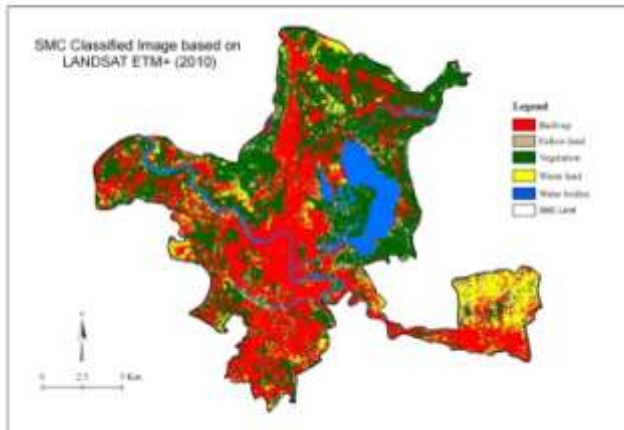 SMC Classified Image based on
LANDSAT ETM+ (2010)
Legend
Built-up
Fallow land
Vegetation
Waste land
Water bodies
SMC Limit
0 2.5 5 Km